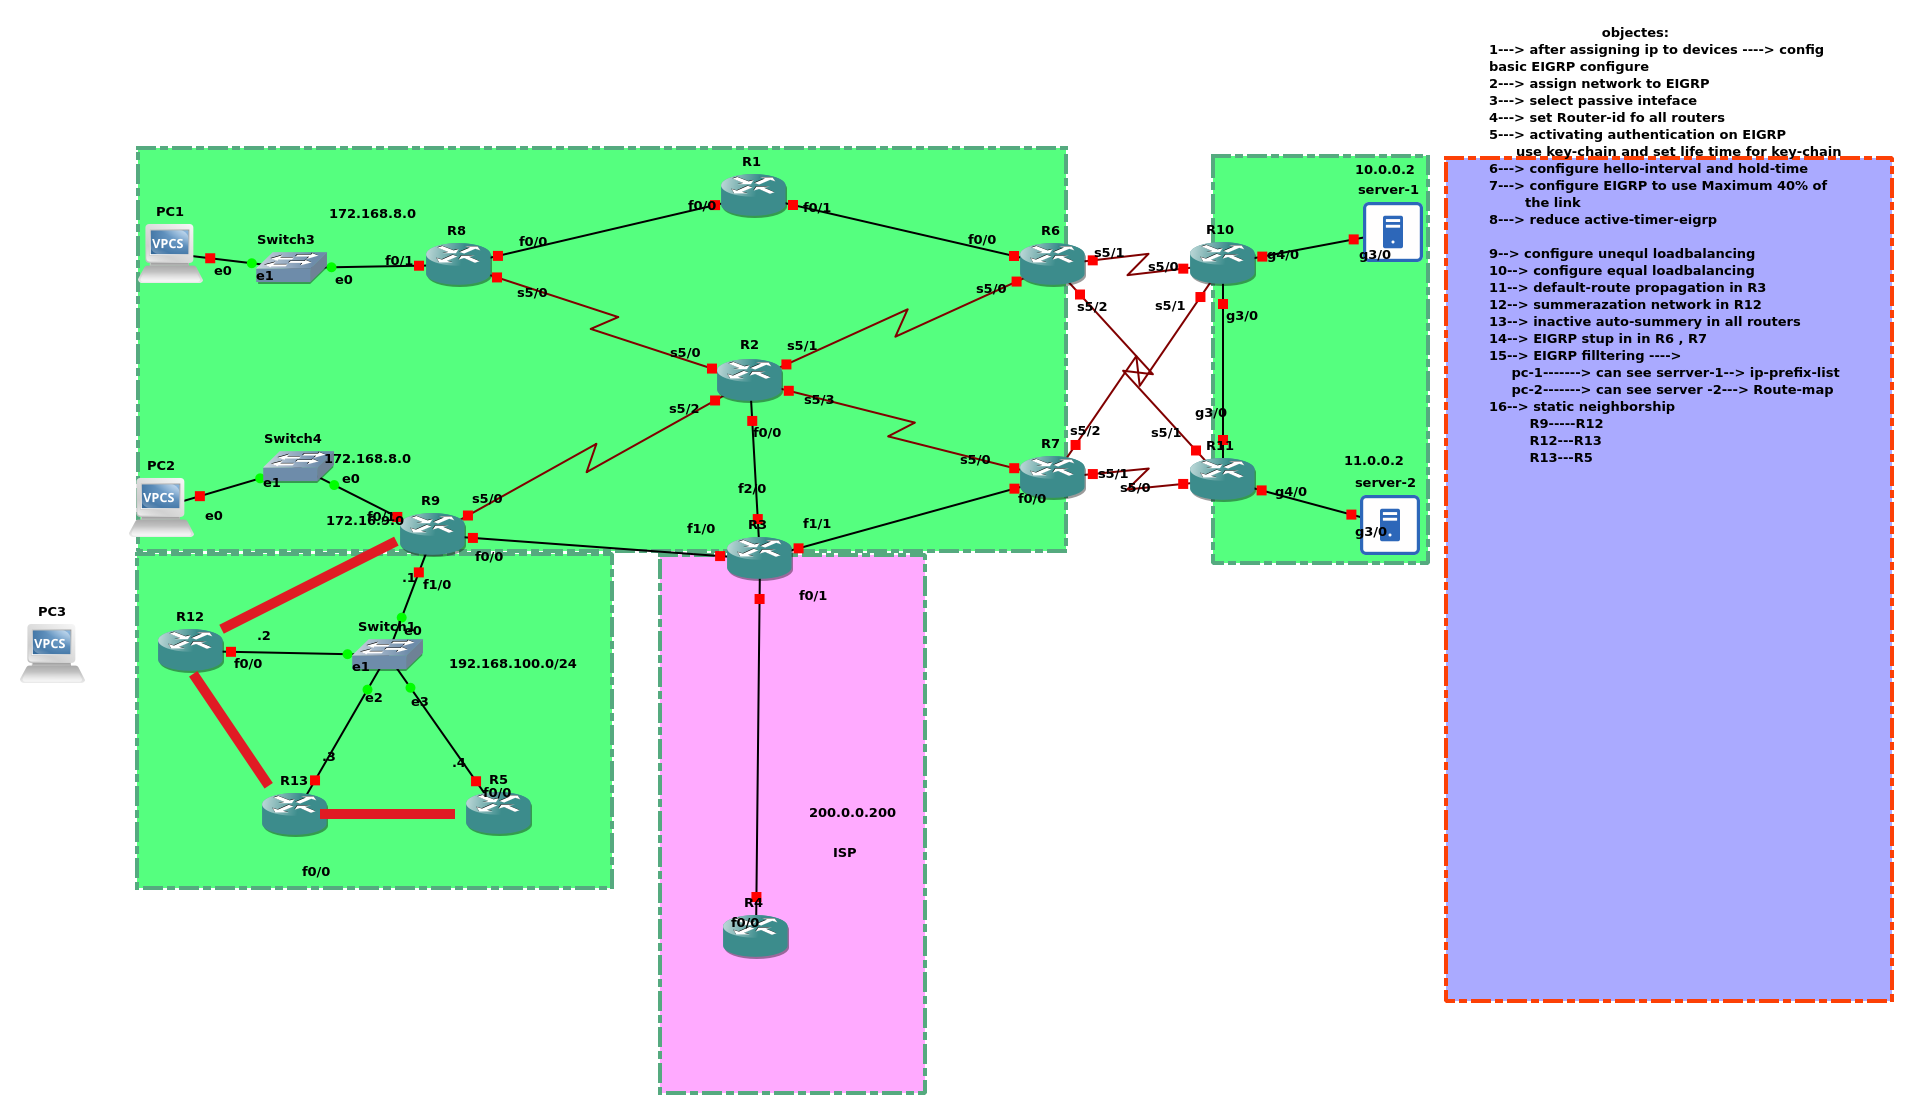 objectes:
1---> after assigning ip to devices ----> config
basic EIGRP configure
2---> assign network to EIGRP
3---> select passive inteface
4---> set Router-id fo all routers
5---> activating authentication on EIGRP
use key-chain and set life time for key-chain
6---> configure hello-interval and hold-time
7---> configure EIGRP to use Maximum 40% of
the link
8---> reduce active-timer-eigrp
9--> configure unequl loadbalancing
10--> configure equal loadbalancing
11--> default-route propagation in R3
12--> summerazation network in R12
13--> inactive auto-summery in all routers
14--> EIGRP stup in in R6 , R7
15--> EIGRP fílltering ---->
pc-1-------> can see serrver-1--> ip-prefix-list
pc-2-------> can see server -2---> Route-map
16--> static neighborship
R9-----R12
R12---R13
R13---R5
R1
f0/0
f0/1
PC1
VPCS
e0
Switch3
e1
e0
172.168.8.0
R8
f0/1
f0/0
s5/0
R6
f0/0
s5/0
s5/1
s5/2
R10
s5/0
s5/1
g4/0
g3/0
10.0.0.2
server-1
g3/0
R2
s5/0
s5/1
s5/2
s5/3
f0/0
R7
s5/0
f0/0
s5/2
s5/1
R11
g3/0
s5/1
s5/0
g4/0
11.0.0.2
server-2
g3/0
PC2
VPCS
e0
Switch4
e1
e0
172.168.8.0
R9
f0/0
172.16.9.0
s5/0
f0/0
.1
f1/0
R3
f2/0
f1/0
f1/1
f0/1
PC3
VPCS
R12
.2
f0/0
Switch1
e0
e1
e2
e3
192.168.100.0/24
R13
.3
f0/0
R5
.4
f0/0
200.0.0.200
ISP
R4
f0/0